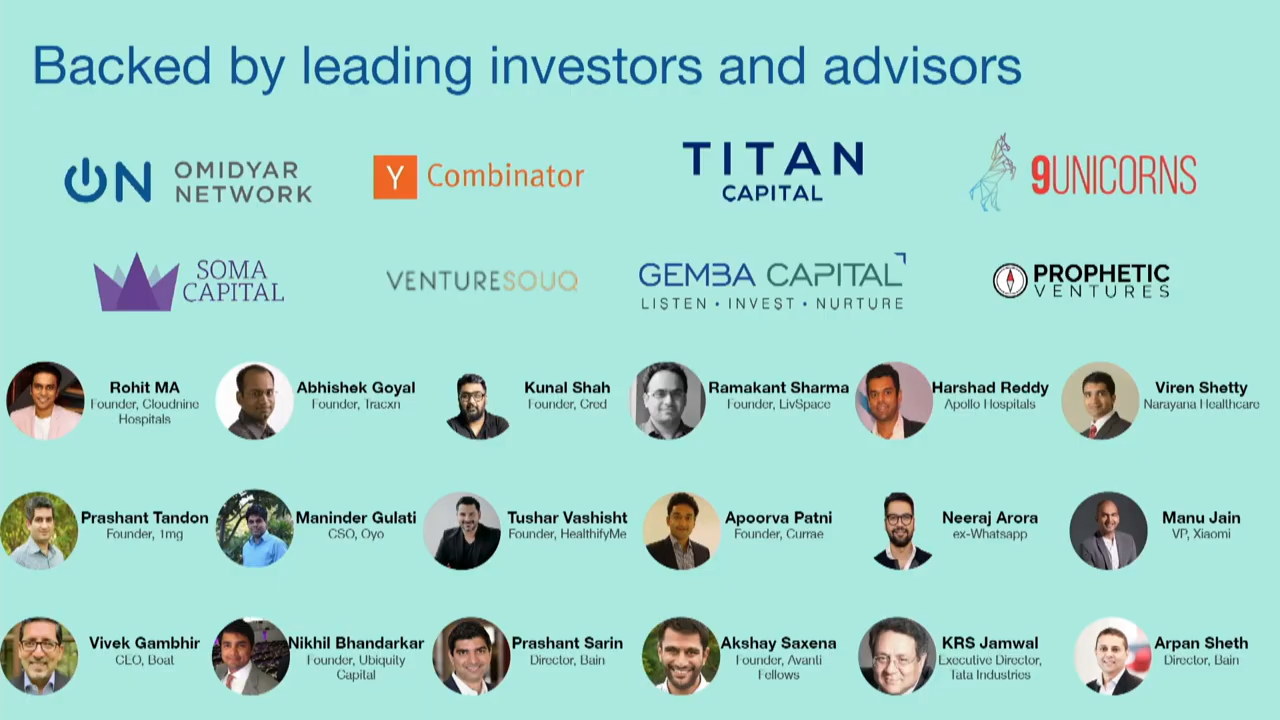 Backed by leading investors and advisors
ON OMIDYAR
NETWORK
Y Combinator
TITAN
CAPITAL
9UNICORNS
SOMA
CAPITAL
VENTURESOUQ
GEMBA CAPITAL
LISTEN • INVEST • NURTURE
PROPHETIC
VENTURES
Rohit MA
Founder, Cloudnine
Hospitals
Abhishek Goyal
Founder, Tracxn
Kunal Shah
Founder, Cred
Ramakant Sharma
Founder, LivSpace
Harshad Reddy
Apollo Hospitals
Viren Shetty
Narayana Healthcare
Prashant Tandon
Founder, 1mg
Maninder Gulati
CSO, Oyo
Tushar Vashisht
Founder, HealthifyMe
Apoorva Patni
Founder, Currae
Neeraj Arora
ex-Whatsapp
Manu Jain
VP, Xiaomi
Vivek Gambhir
CEO, Boat
Nikhil Bhandarkar
Founder, Ubiquity
Capital
Prashant Sarin
Director, Bain
Akshay Saxena
Founder, Avanti
Fellows
KRS Jamwal
Executive Director,
Tata Industries
Arpan Sheth
Director, Bain